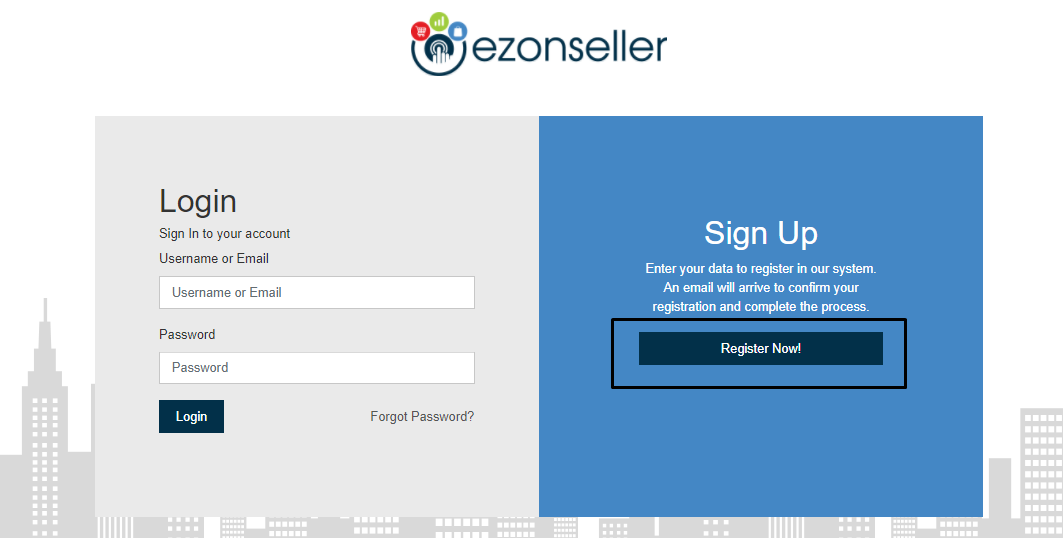 ezonseller
Login
Sign In to your account
Username or Email
Username or Email
Password
Password
Login
Forgot Password?
Sign Up
Enter your data to register in our system.
An email will arrive to confirm your
registration and complete the process.
Register Now!